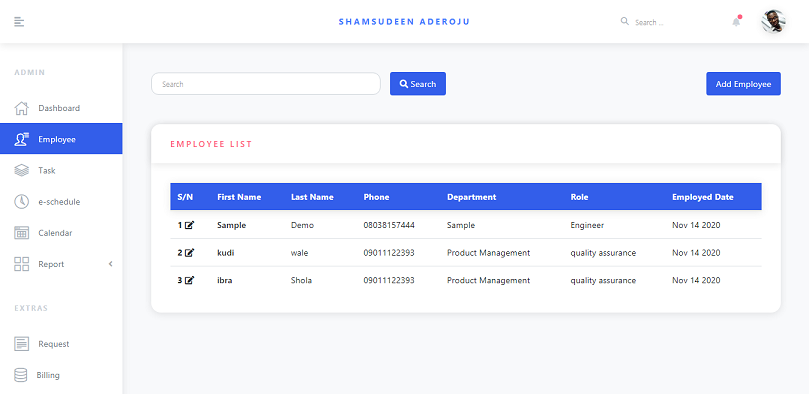 SHAMSUDEEN ADEROJU
Search ...
ADMIN
Dashboard
Employee
Task
e-schedule
Calendar
Report
EXTRAS
Request
Billing
Search
Search
Add Employee
EMPLOYEE LIST
S/N First Name Last Name Phone Department Role Employed Date
1 Sample Demo 08038157444 Sample Engineer Nov 14 2020
2 kudi wale 09011122393 Product Management quality assurance Nov 14 2020
3 ibra Shola 09011122393 Product Management quality assurance Nov 14 2020